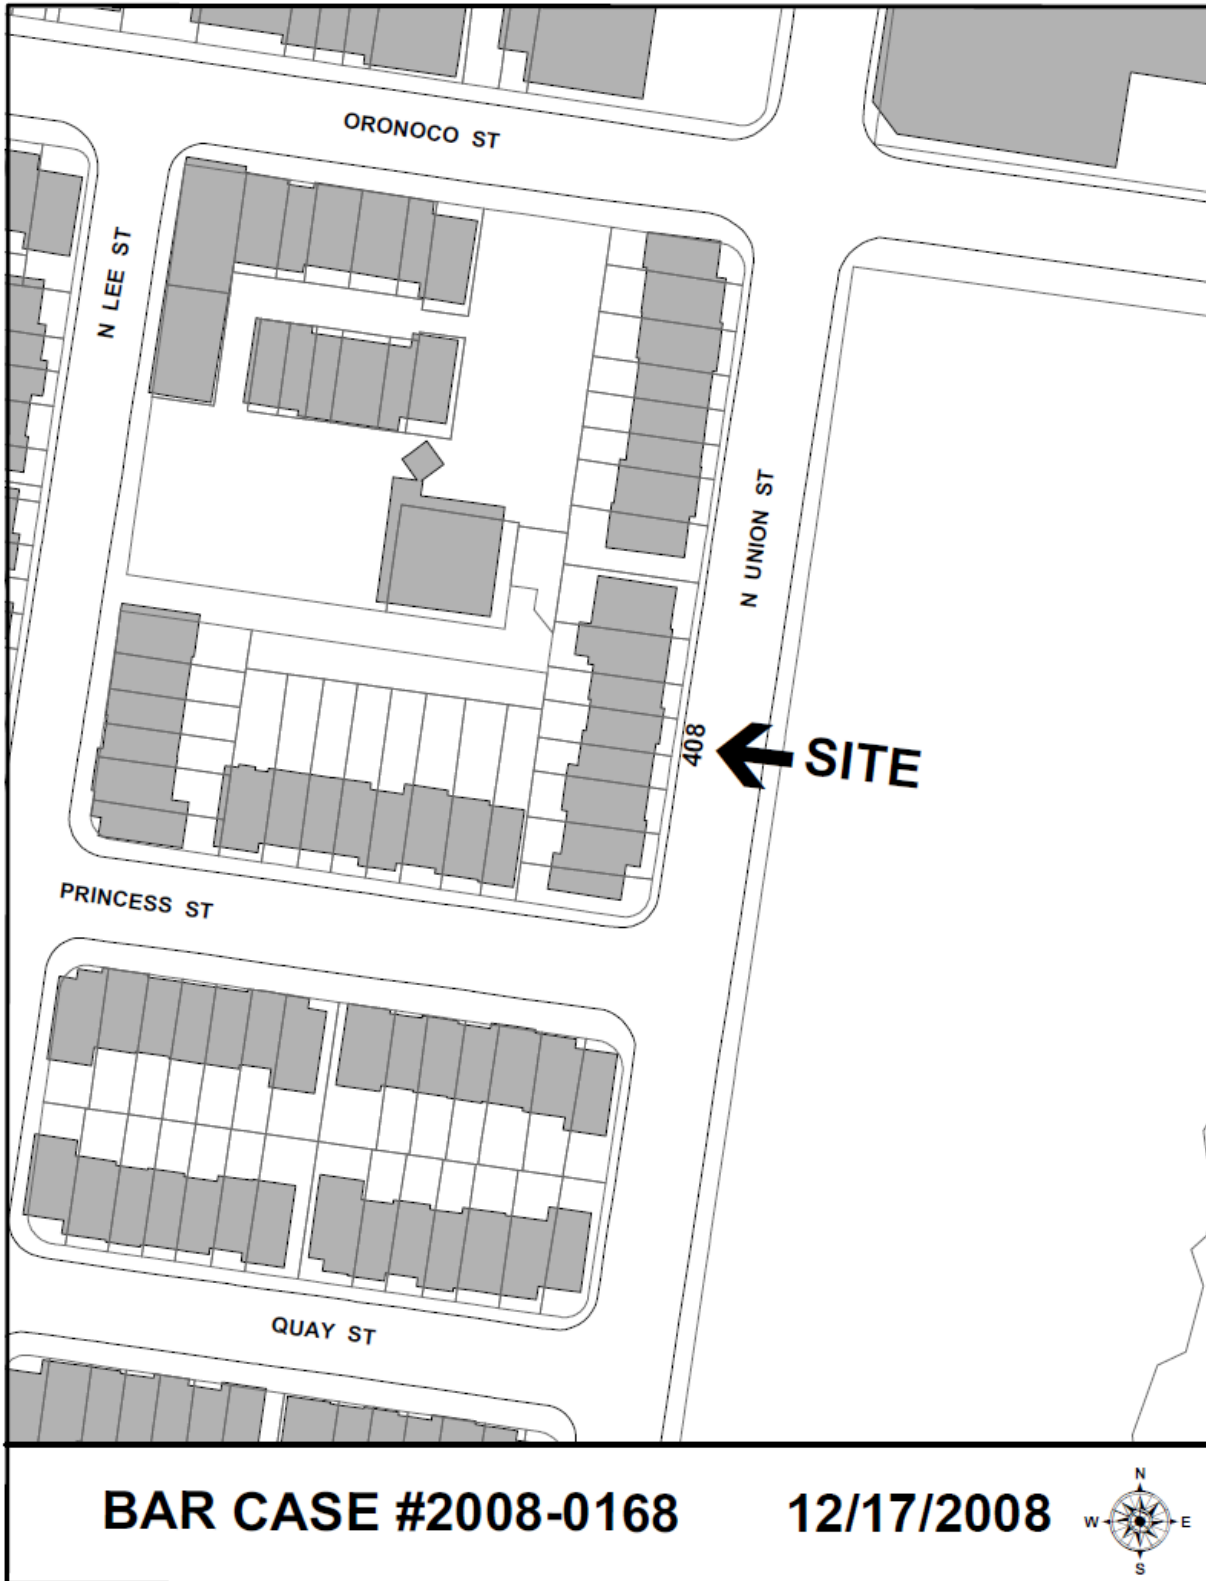 ORONOCO ST
N LEE ST
N UNION ST
408
SITE
PRINCESS ST
QUAY ST
BAR CASE #2008-0168
12/17/2008
N
W
E
S